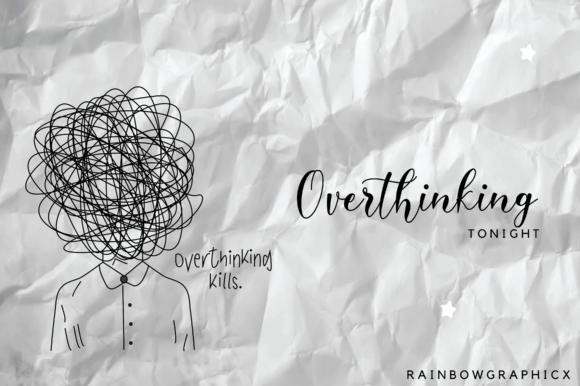 Overthinking
TONIGHT
overthinking
kills.
RAINBOWGRAPHICX